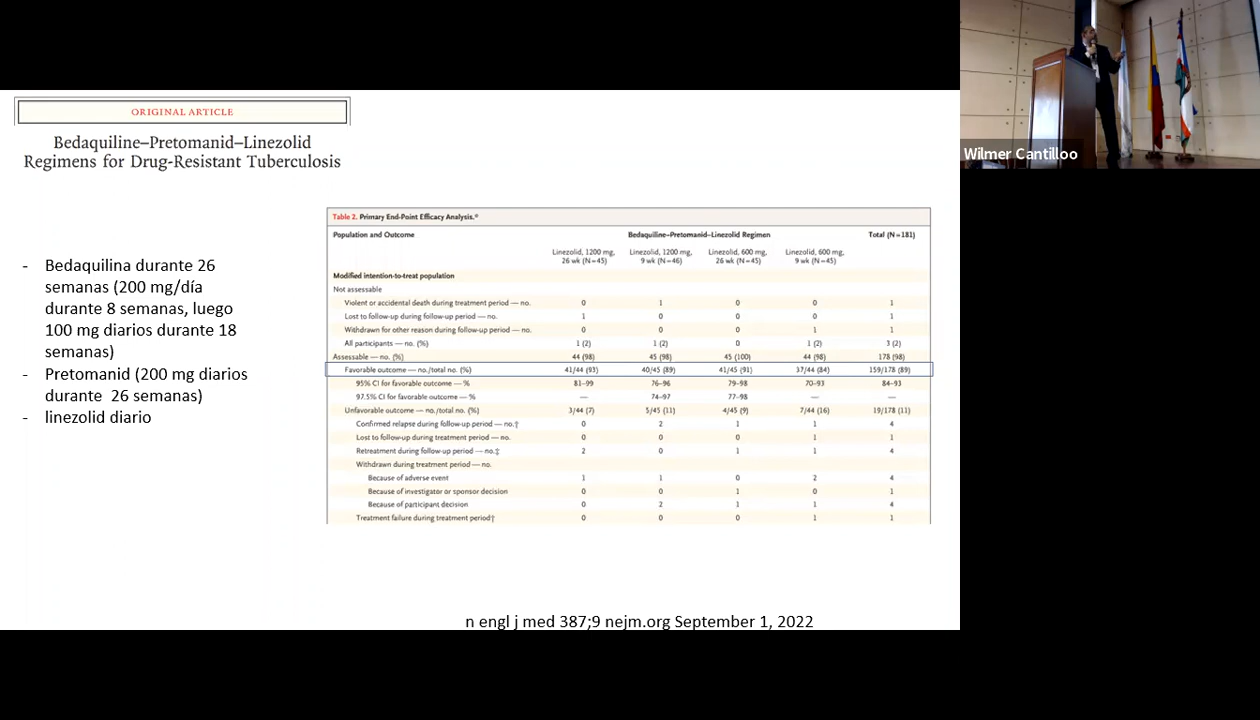 ORIGINAL ARTICLE
Bedaquiline–Pretomanid–Linezolid
Regimens for Drug-Resistant Tuberculosis
- Bedaquilina durante 26
semanas (200 mg/día
durante 8 semanas, luego
100 mg diarios durante 18
semanas)
- Pretomanid (200 mg diarios
durante 26 semanas)
- linezolid diario
Table 2. Primary End-Point Efficacy Analysis.*
Population and Outcome Bedaquiline–Pretomanid–Linezolid Regimen Total (N=181)
Linezolid, 1200 mg, Linezolid, 1200 mg, Linezolid, 600 mg, Linezolid, 600 mg,
26 wk (N=45) 9 wk (N=46) 26 wk (N=45) 9 wk (N=45)
Modified intention-to-treat population
Not assessable
Violent or accidental death during treatment period — no. 0 1 0 0 1
Lost to follow-up during follow-up period — no. 1 0 0 0 1
Withdrawn for other reason during follow-up period — no. 0 0 0 1 1
All participants — no. (%) 1 (2) 1 (2) 0 1 (2) 3 (2)
Assessable — no. (%) 44 (98) 45 (98) 45 (100) 44 (98) 178 (98)
Favorable outcome — no./total no. (%) 41/44 (93) 40/45 (89) 41/45 (91) 37/44 (84) 159/178 (89)
95% CI for favorable outcome — % 81–99 76–96 79–98 70–93 84–93
97.5% CI for favorable outcome — % — 74–97 77–98 — —
Unfavorable outcome — no./total no. (%) 3/44 (7) 5/45 (11) 4/45 (9) 7/44 (16) 19/178 (11)
Confirmed relapse during follow-up period — no.† 0 2 1 1 4
Lost to follow-up during treatment period — no. 0 0 0 1 1
Retreatment during follow-up period — no.‡ 2 0 1 1 4
Withdrawn during treatment period — no.
Because of adverse event 1 1 0 2 4
Because of investigator or sponsor decision 0 0 1 0 1
Because of participant decision 0 2 1 1 4
Treatment failure during treatment period† 0 0 0 1 1
n engl j med 387;9 nejm.org September 1, 2022
Wilmer Cantilloo